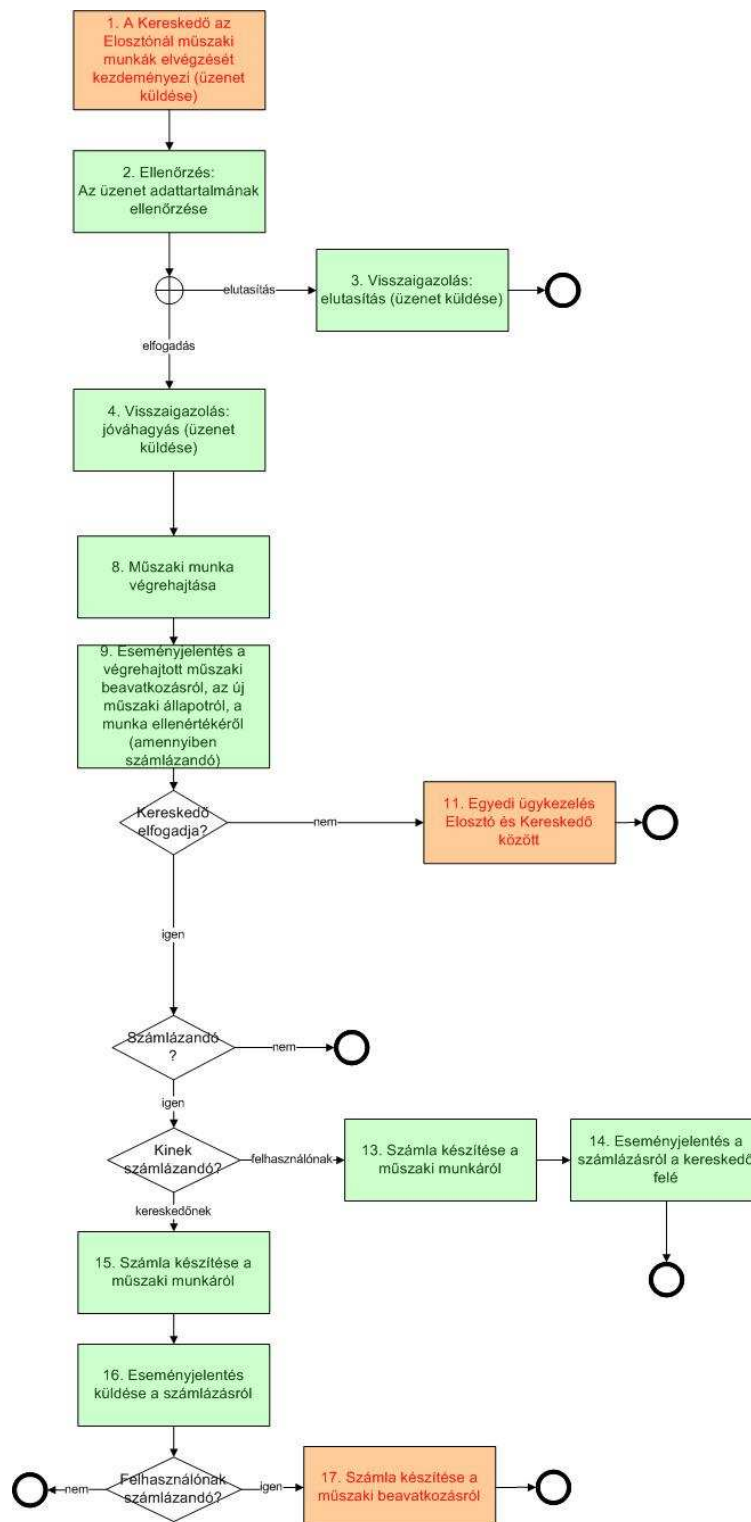 1. A Kereskedő az
Elosztónál műszaki
munkák elvégzését
kezdeményezi (üzenet
küldése)
2. Ellenőrzés:
Az üzenet adattartalmának
ellenőrzése
elutasítás
3. Visszaigazolás:
elutasítás (üzenet küldése)
elfogadás
4. Visszaigazolás:
jóváhagyás (üzenet
küldése)
8. Műszaki munka
végrehajtása
9. Eseményjelentés a
végrehajtott műszaki
beavatkozásról, az új
műszaki állapotról, a
munka ellenértékéről
(amennyiben
számlázandó)
Kereskedő
elfogadja?
nem
11. Egyedi ügykezelés
Elosztó és Kereskedő
között
igen
Számlázandó
?
nem
igen
Kinek
számlázandó?
felhasználónak
13. Számla készítése a
műszaki munkáról
14. Eseményjelentés a
számlázásról a kereskedő
felé
kereskedőnek
15. Számla készítése a
műszaki munkáról
16. Eseményjelentés
küldése a számlázásról
nem
Felhasználónak
számlázandó?
igen
17. Számla készítése a
műszaki beavatkozásról